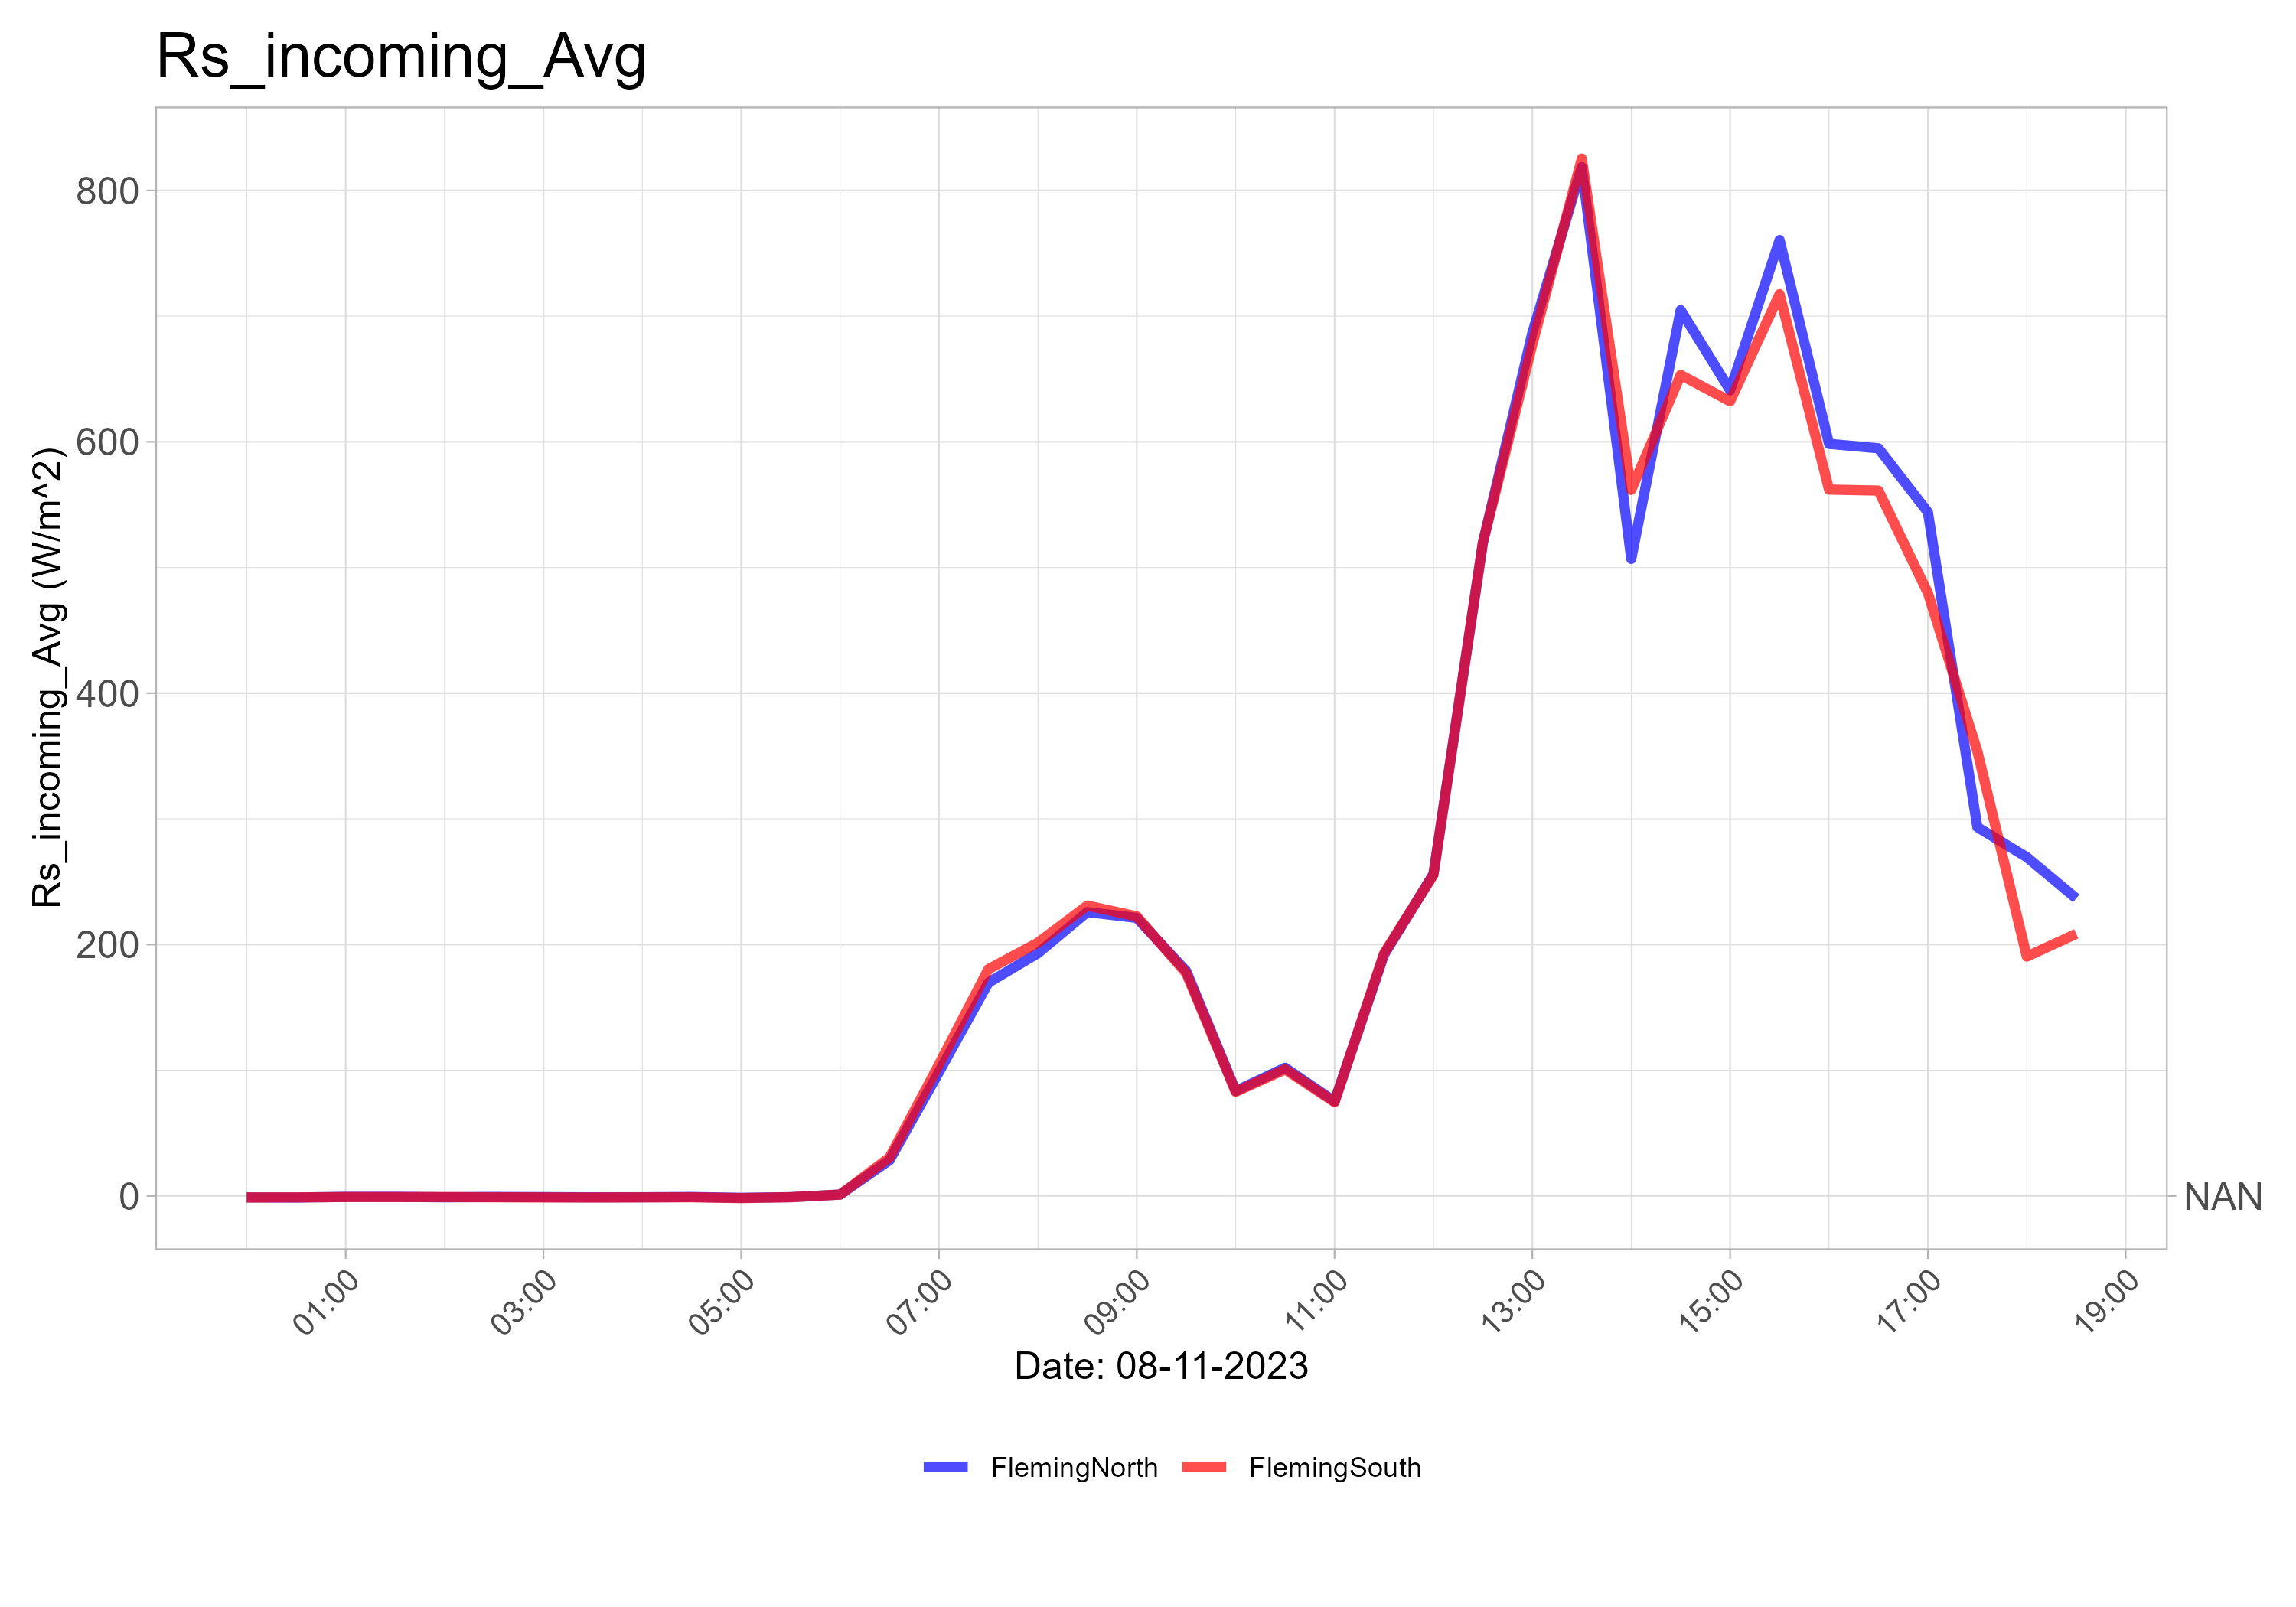 Rs_incoming_Avg
Rs_incoming_Avg (W/m^2)
800
600
400
200
0
NAN
01:00
03:00
05:00
07:00
09:00
11:00
13:00
15:00
17:00
19:00
Date: 08-11-2023
FlemingNorth
FlemingSouth